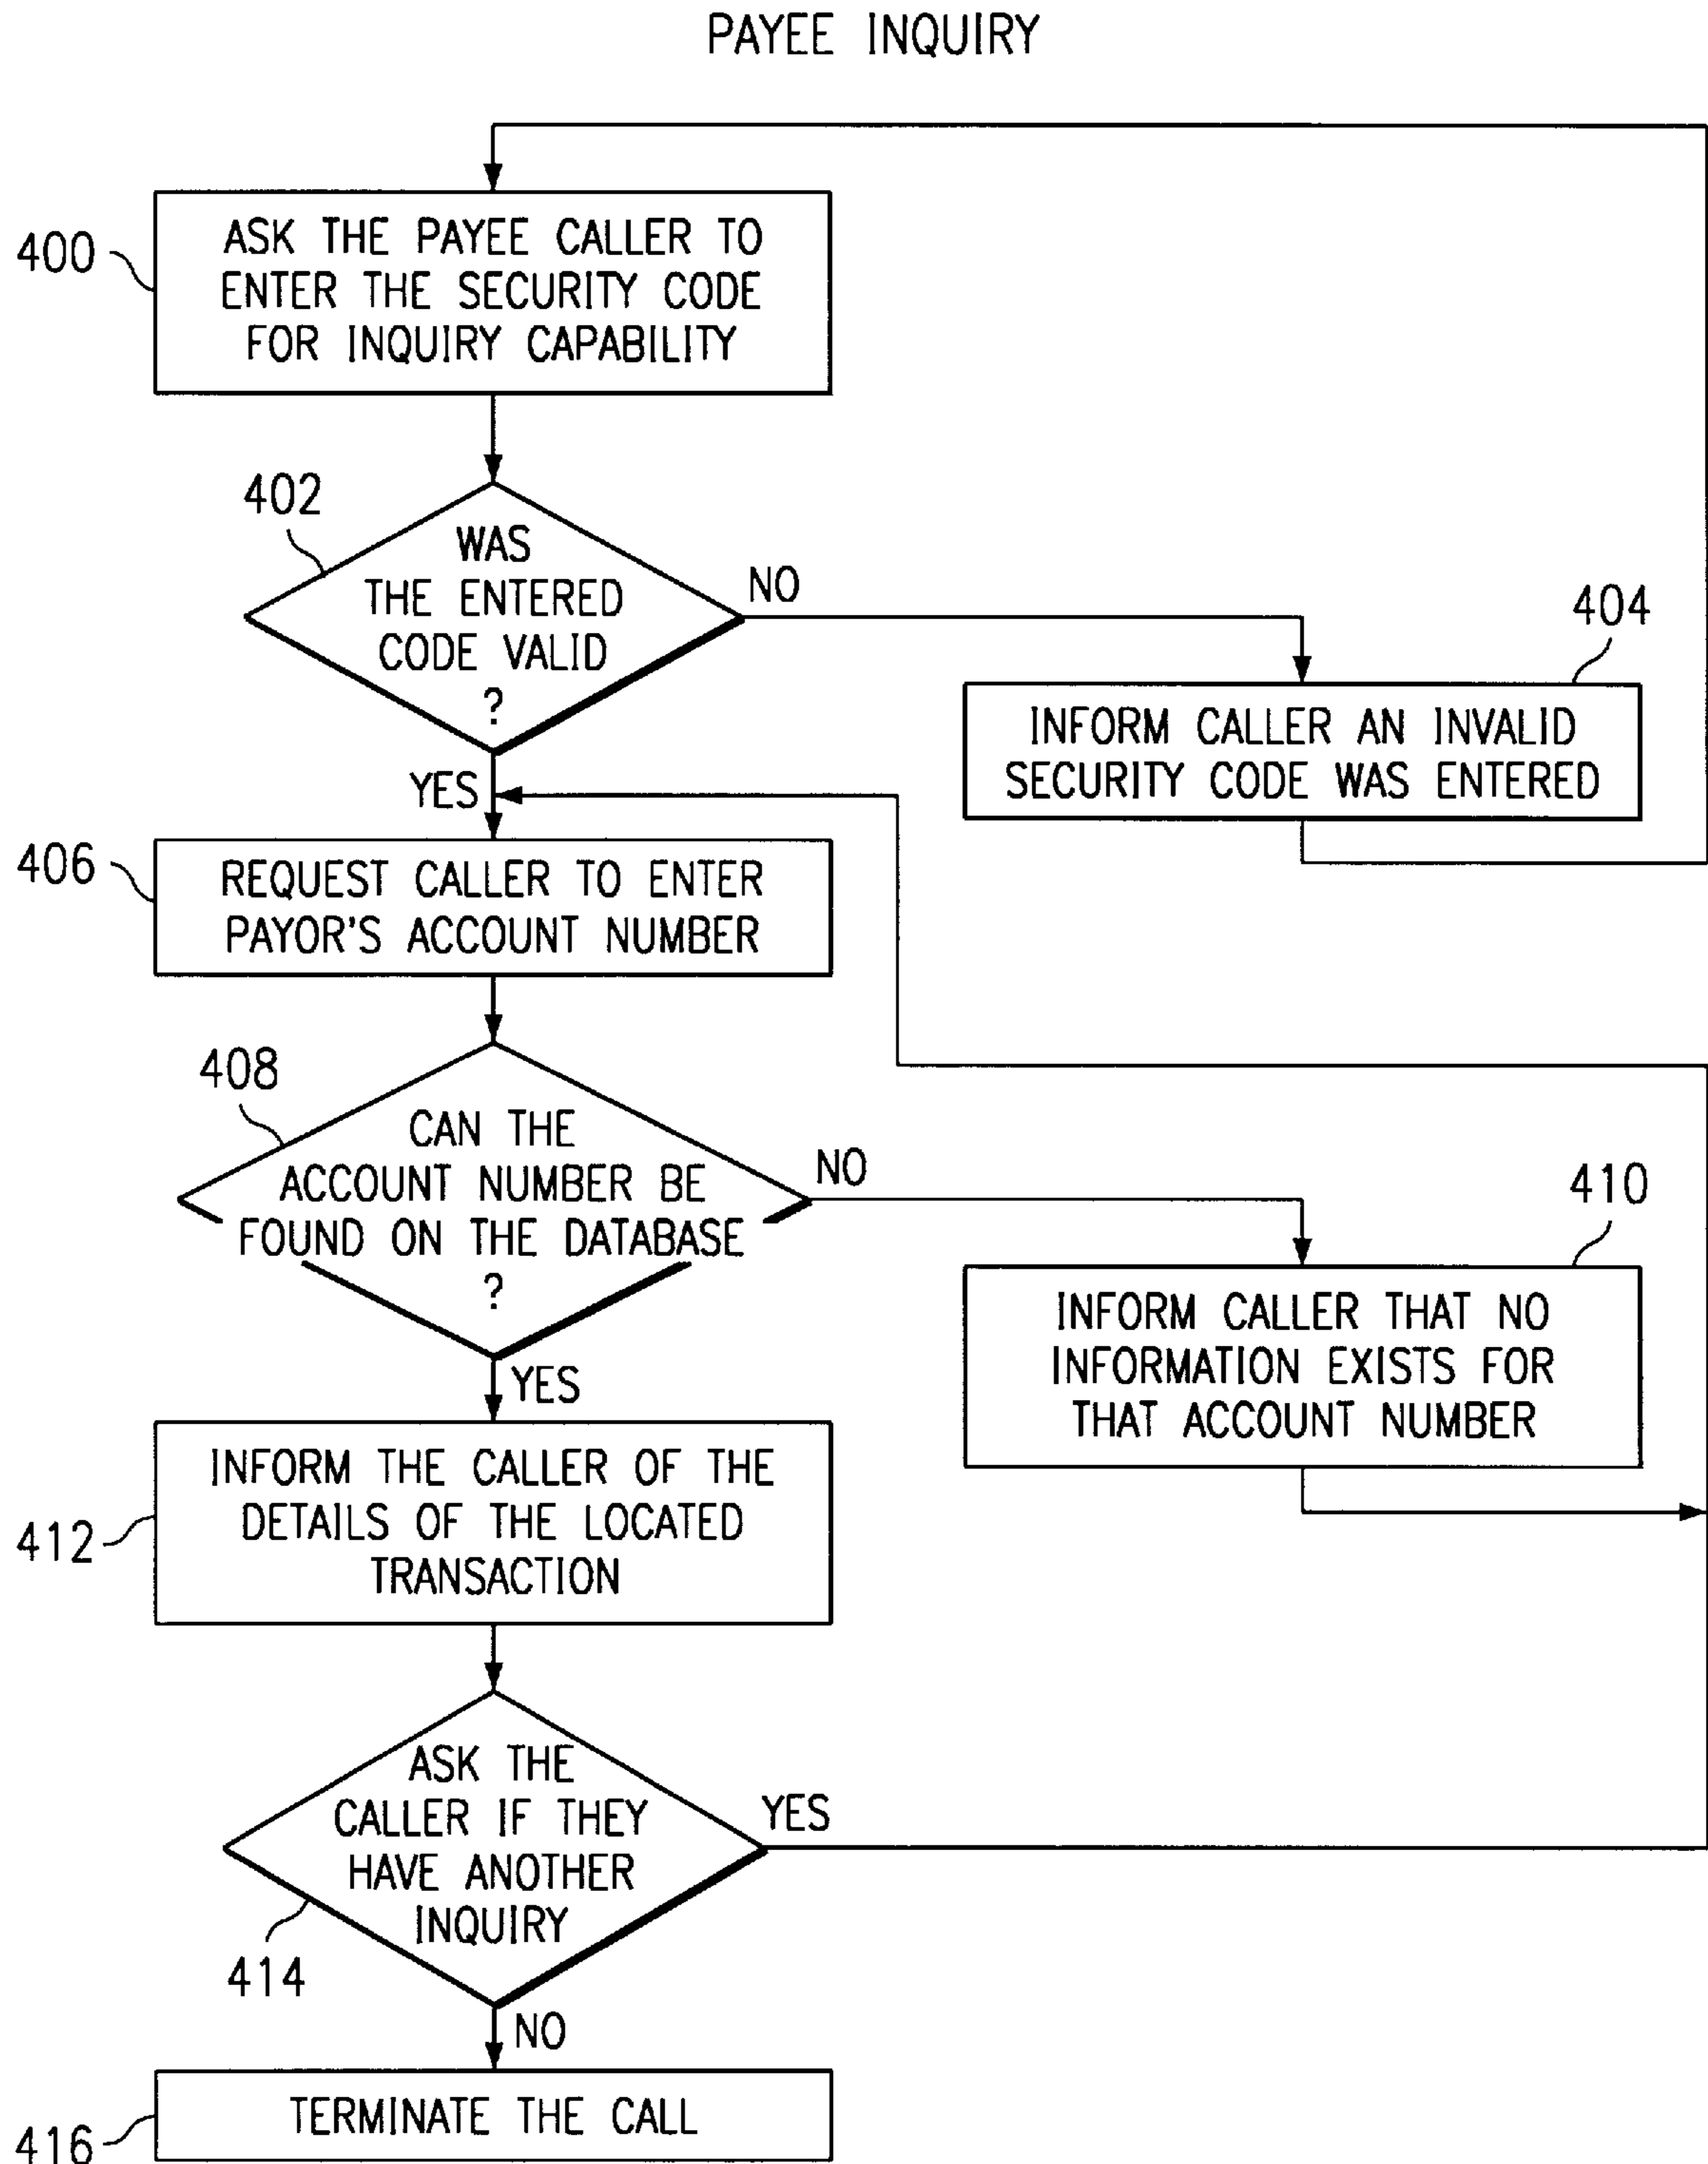 PAYEE INQUIRY
400
ASK THE PAYEE CALLER TO
ENTER THE SECURITY CODE
FOR INQUIRY CAPABILITY
402
WAS
THE ENTERED
CODE VALID
?
NO
404
INFORM CALLER AN INVALID
SECURITY CODE WAS ENTERED
YES
406
REQUEST CALLER TO ENTER
PAYOR'S ACCOUNT NUMBER
408
CAN THE
ACCOUNT NUMBER BE
FOUND ON THE DATABASE
?
NO
410
INFORM CALLER THAT NO
INFORMATION EXISTS FOR
THAT ACCOUNT NUMBER
YES
412
INFORM THE CALLER OF THE
DETAILS OF THE LOCATED
TRANSACTION
ASK THE
CALLER IF THEY
HAVE ANOTHER
INQUIRY
YES
414
NO
416
TERMINATE THE CALL